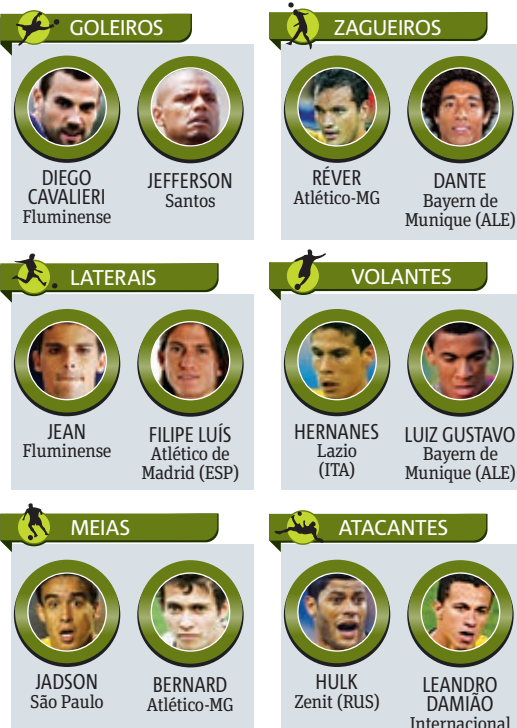 GOLEIROS
DIEGO
CAVALIERI
Fluminense
JEFFERSON
Santos
ZAGUEIROS
RÉVER
Atlético-MG
DANTE
Bayern de
Munique (ALE)
LATERAIS
JEAN
Fluminense
FILIPE LUÍS
Atlético de
Madrid (ESP)
VOLANTES
HERNANES
Lazio
(ITA)
LUIZ GUSTAVO
Bayern de
Munique (ALE)
MEIAS
JADSON
São Paulo
BERNARD
Atlético-MG
ATACANTES
HULK
Zenit (RUS)
LEANDRO
DAMIÃO
Internacional